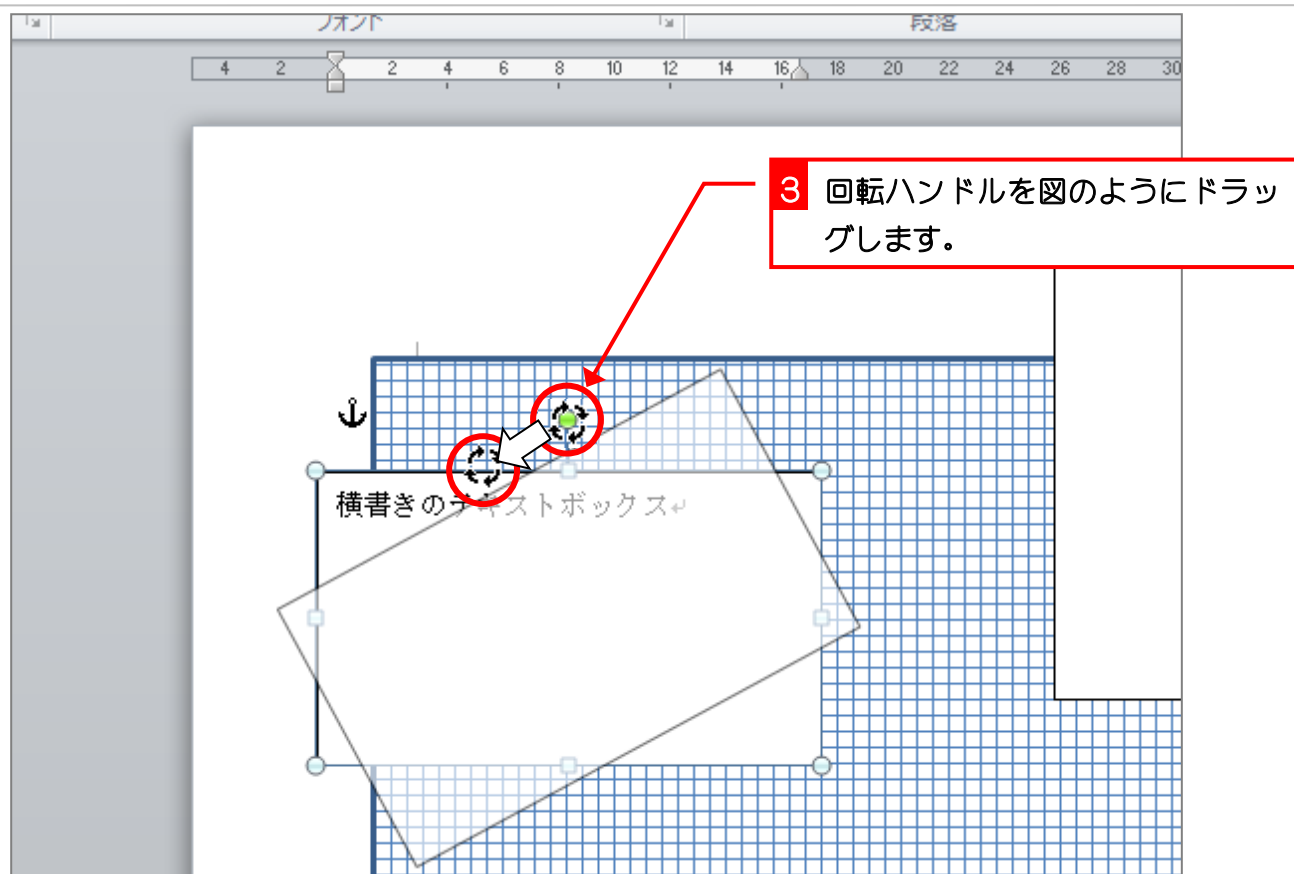 フォント 段落
4 2 2 4 6 8 10 12 14 16 18 20 22 24 26 28 30
3 回転ハンドルを図のようにドラッ
グします。
横書きのテキストボックス↵